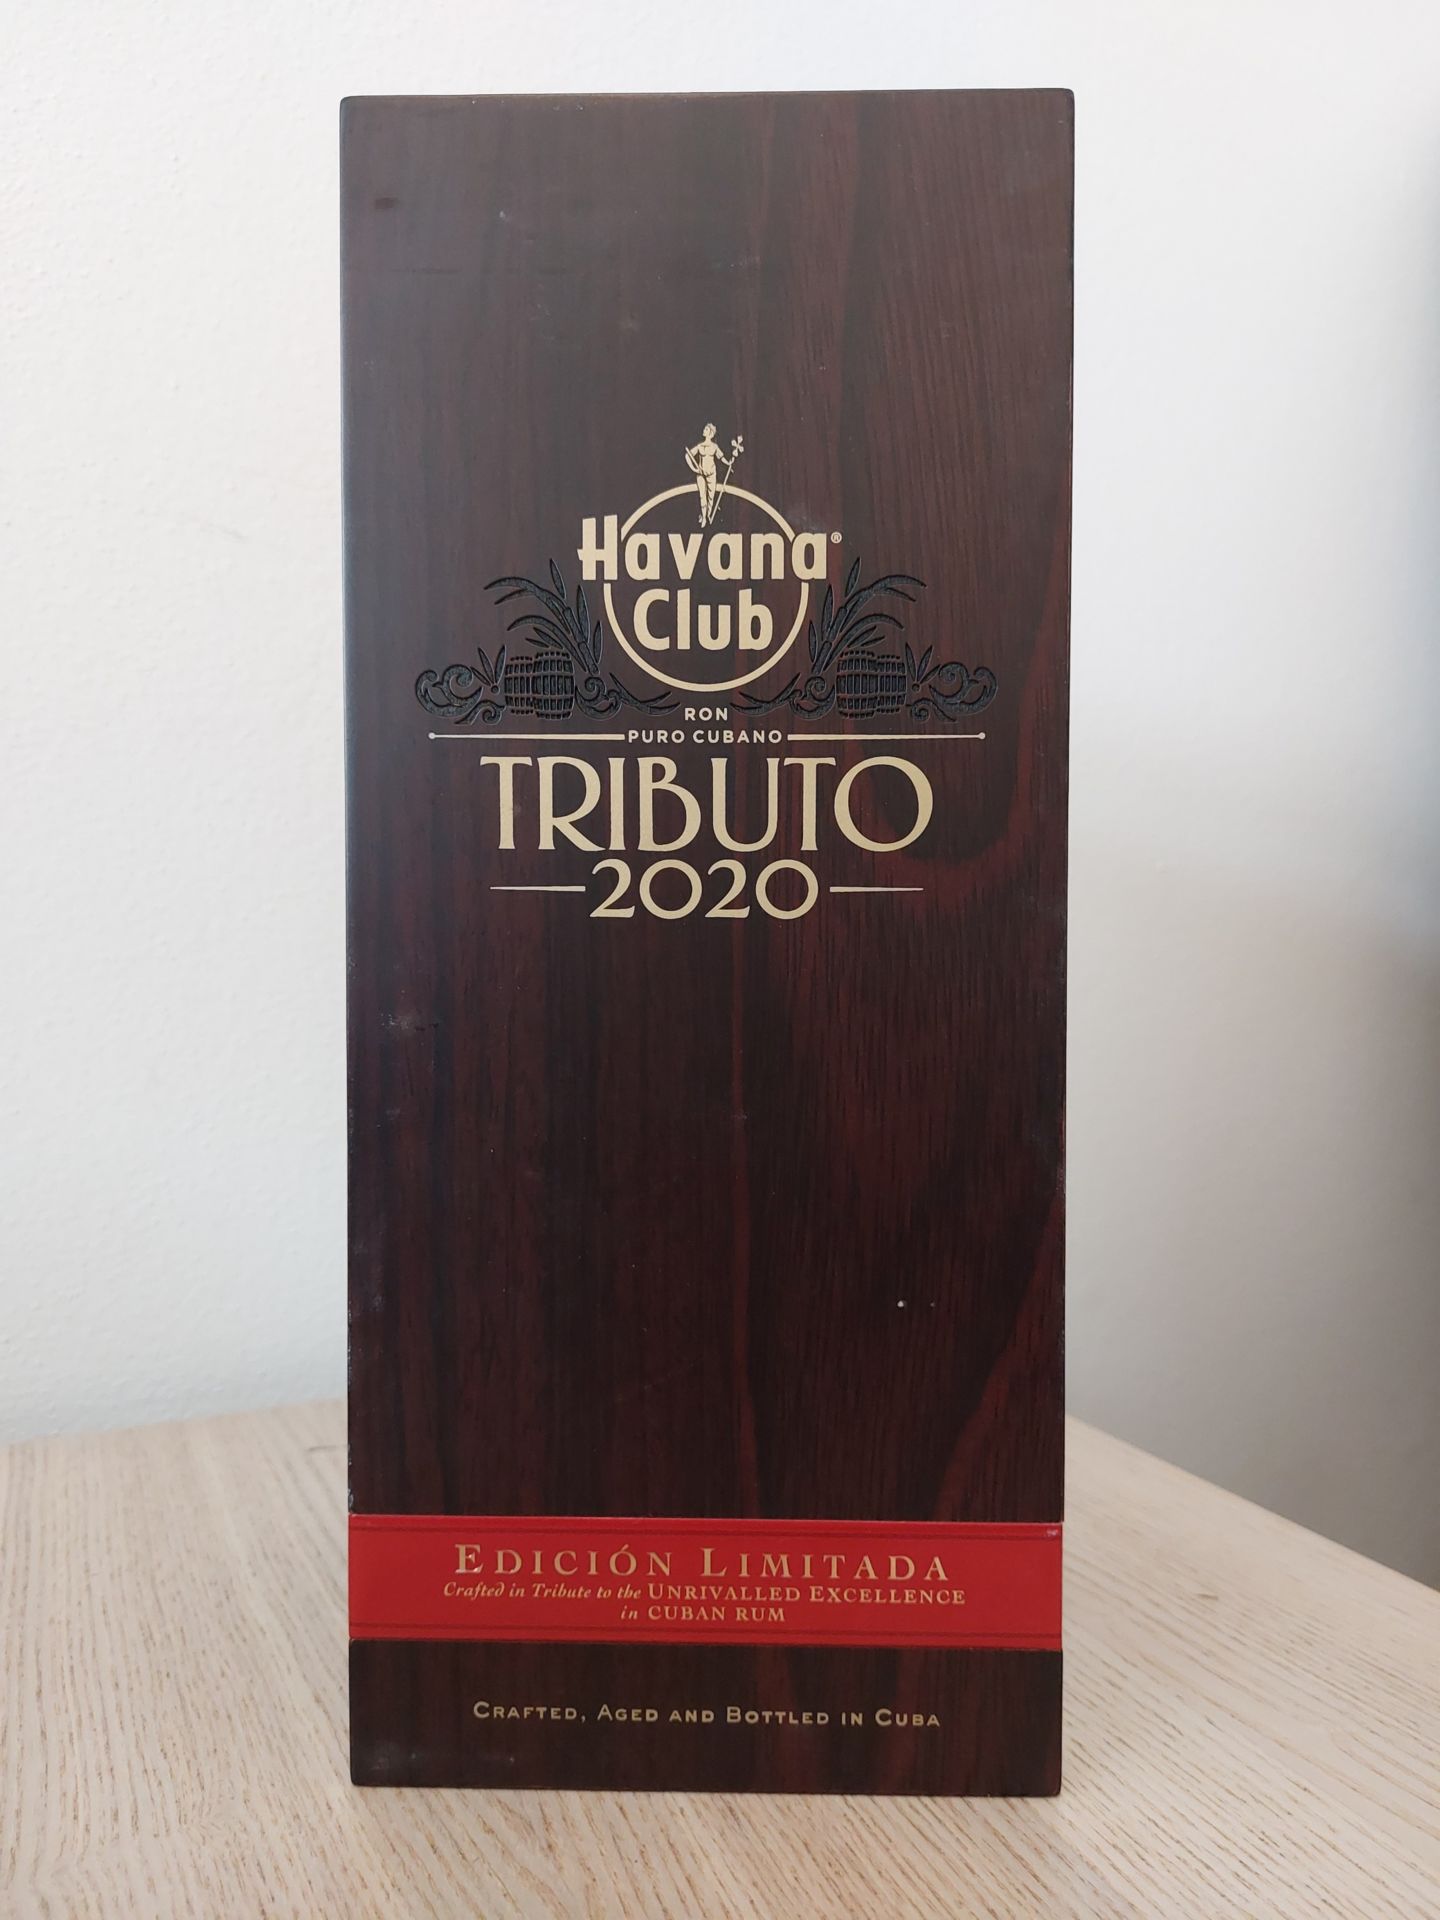 Havana®
Club
RON
PURO CUBANO
TRIBUTO
2020
EDICIÓN LIMITADA
Crafted in Tribute to the UNRIVALLED EXCELLENCE
in CUBAN RUM
CRAFTED, AGED AND BOTTLED IN CUBA